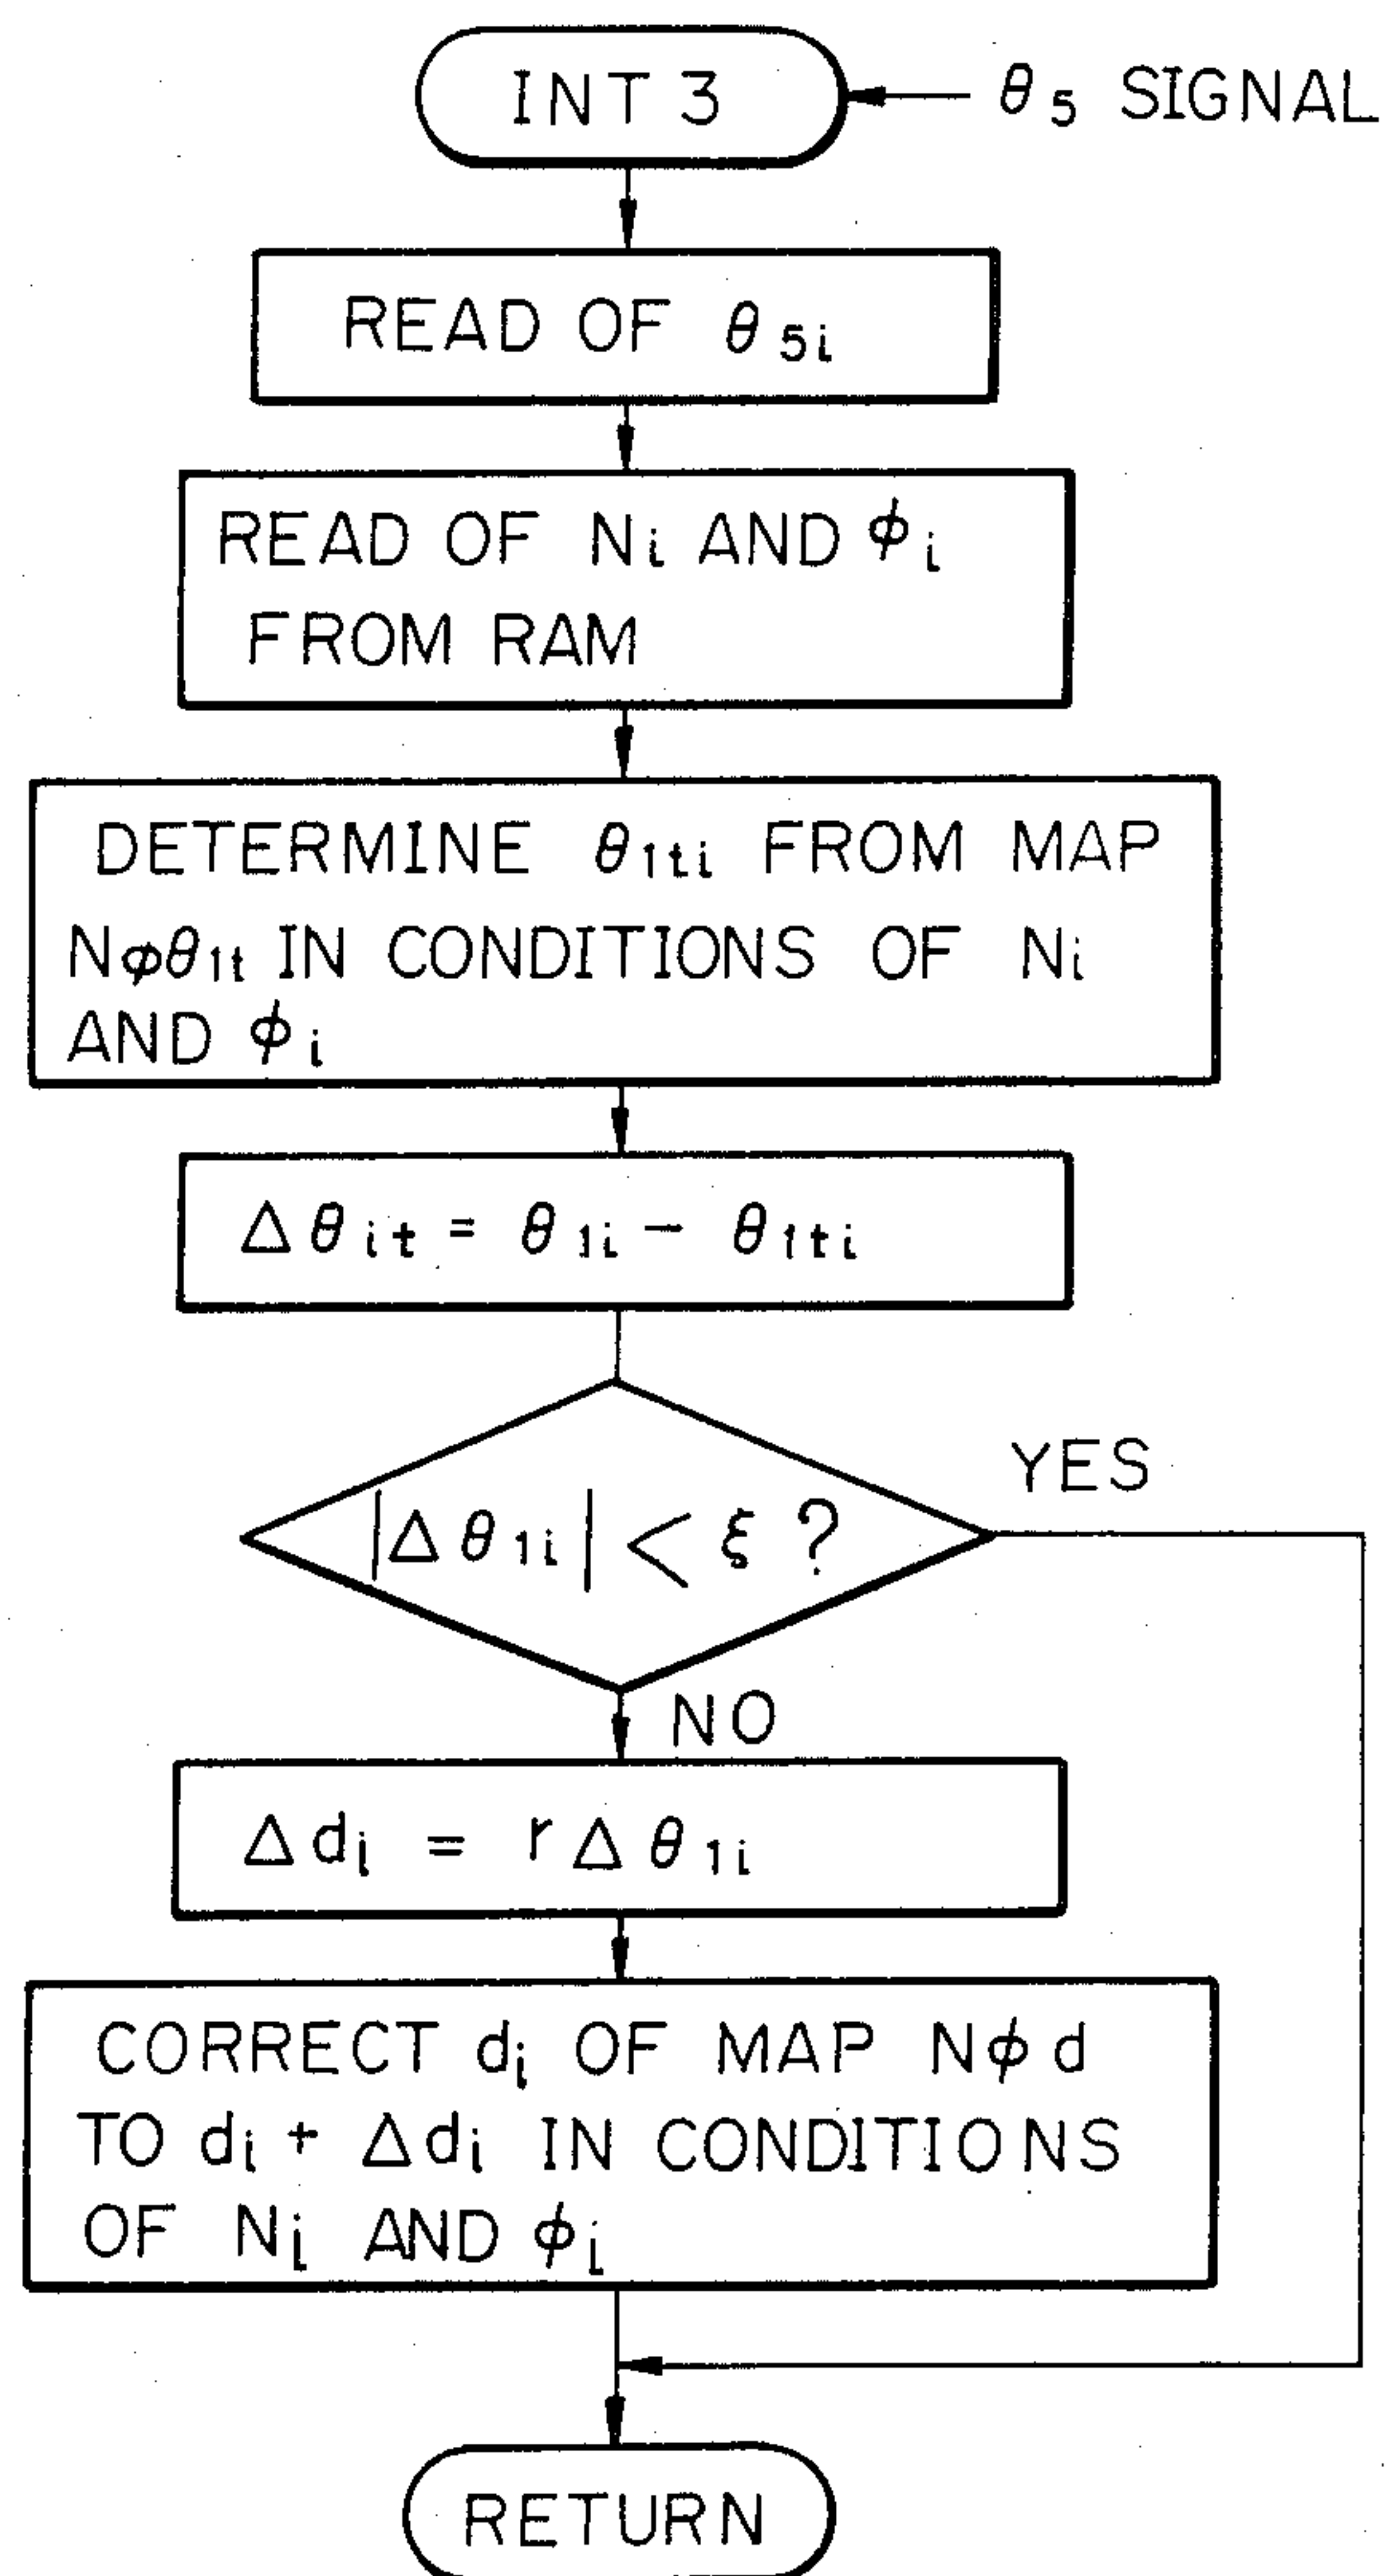 INT 3
θ5 SIGNAL
READ OF θ5i
READ OF Ni AND ϕi
FROM RAM
DETERMINE θ1ti FROM MAP
Nϕθ1t IN CONDITIONS OF Ni
AND ϕi
Δθit = θ1i − θ1ti
|Δθ1i| < ξ ?
YES
NO
Δdi = rΔθ1i
CORRECT di OF MAP Nϕd
TO di + Δdi IN CONDITIONS
OF Ni AND ϕi
RETURN